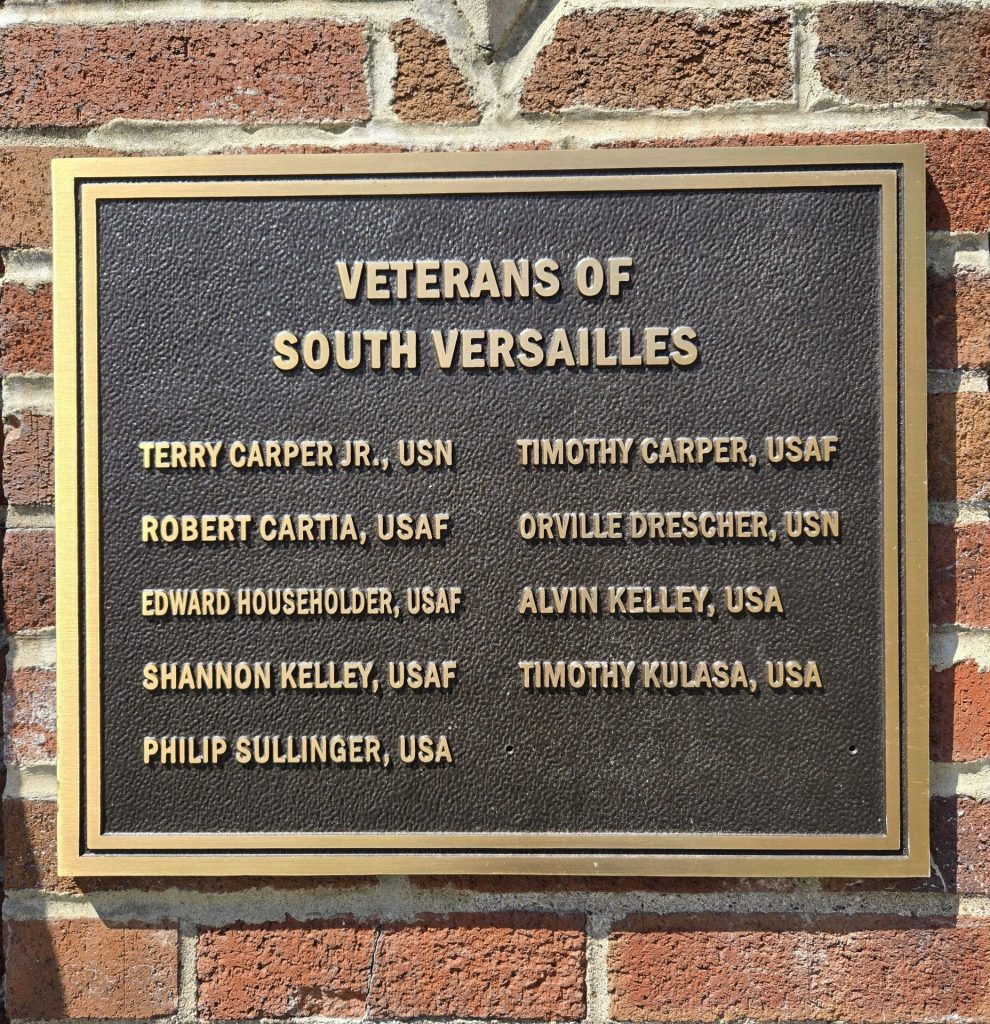 VETERANS OF
SOUTH VERSAILLES
TERRY CARPER JR., USN
TIMOTHY CARPER, USAF
ROBERT CARTIA, USAF
ORVILLE DRESCHER, USN
EDWARD HOUSEHOLDER, USAF
ALVIN KELLEY, USA
SHANNON KELLEY, USAF
TIMOTHY KULASA, USA
PHILIP SULLINGER, USA